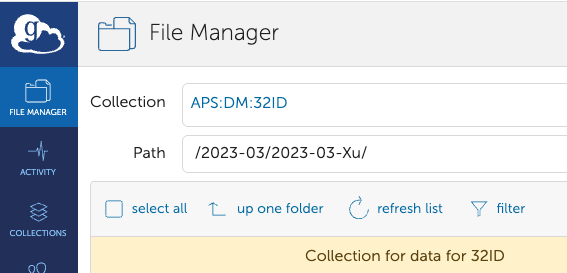 g
File Manager
Collection
APS:DM:32ID
FILE MANAGER
Path
/2023-03/2023-03-Xu/
ACTIVITY
select all
up one folder
refresh list
filter
COLLECTIONS
Collection for data for 32ID